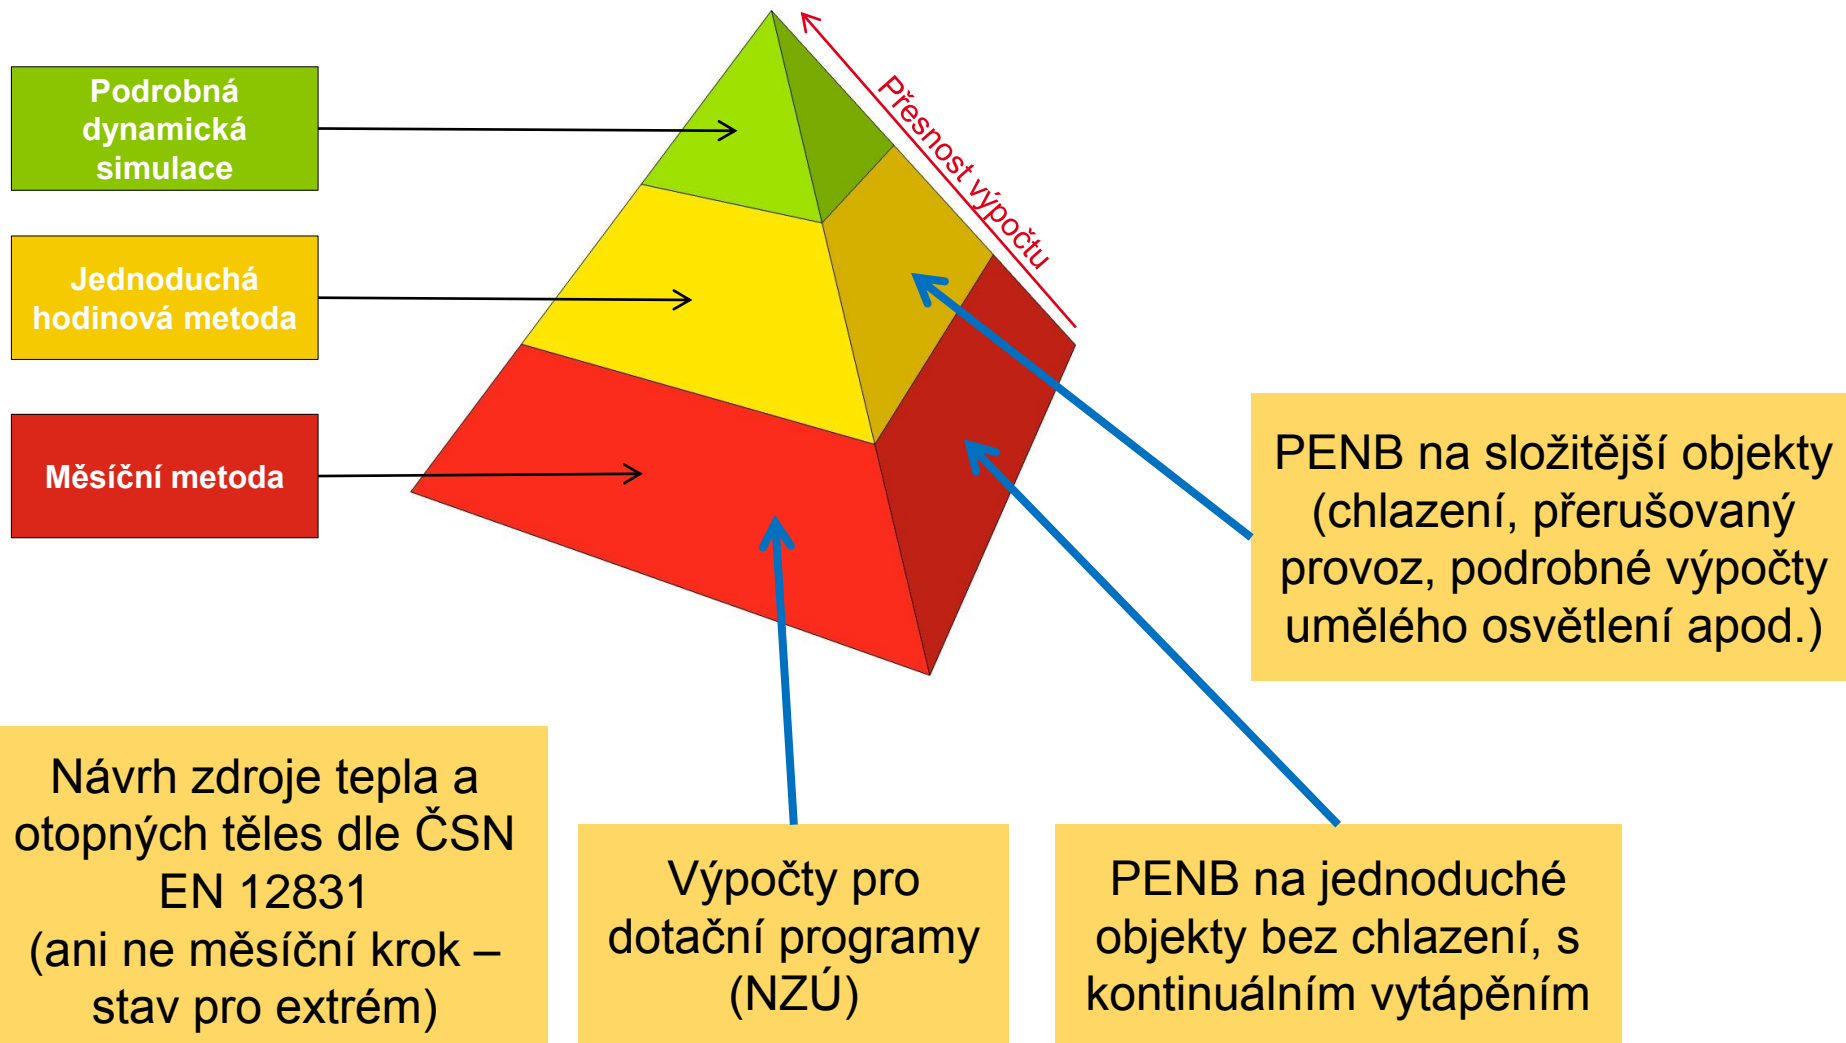 Podrobná
dynamická
simulace
Přesnost výpočtu
Jednoduchá
hodinová metoda
Měsíční metoda
PENB na složitější objekty
(chlazení, přerušovaný
provoz, podrobné výpočty
umělého osvětlení apod.)
Návrh zdroje tepla a
otopných těles dle ČSN
EN 12831
(ani ne měsíční krok –
stav pro extrém)
Výpočty pro
dotační programy
(NZÚ)
PENB na jednoduché
objekty bez chlazení, s
kontinuálním vytápěním